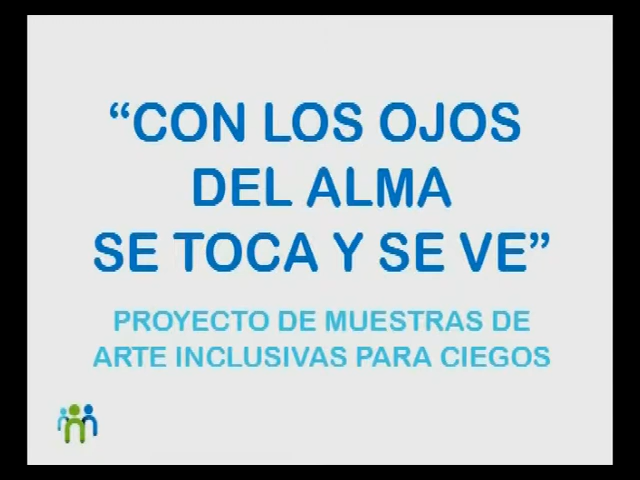 “CON LOS OJOS
DEL ALMA
SE TOCA Y SE VE”
PROYECTO DE MUESTRAS DE
ARTE INCLUSIVAS PARA CIEGOS